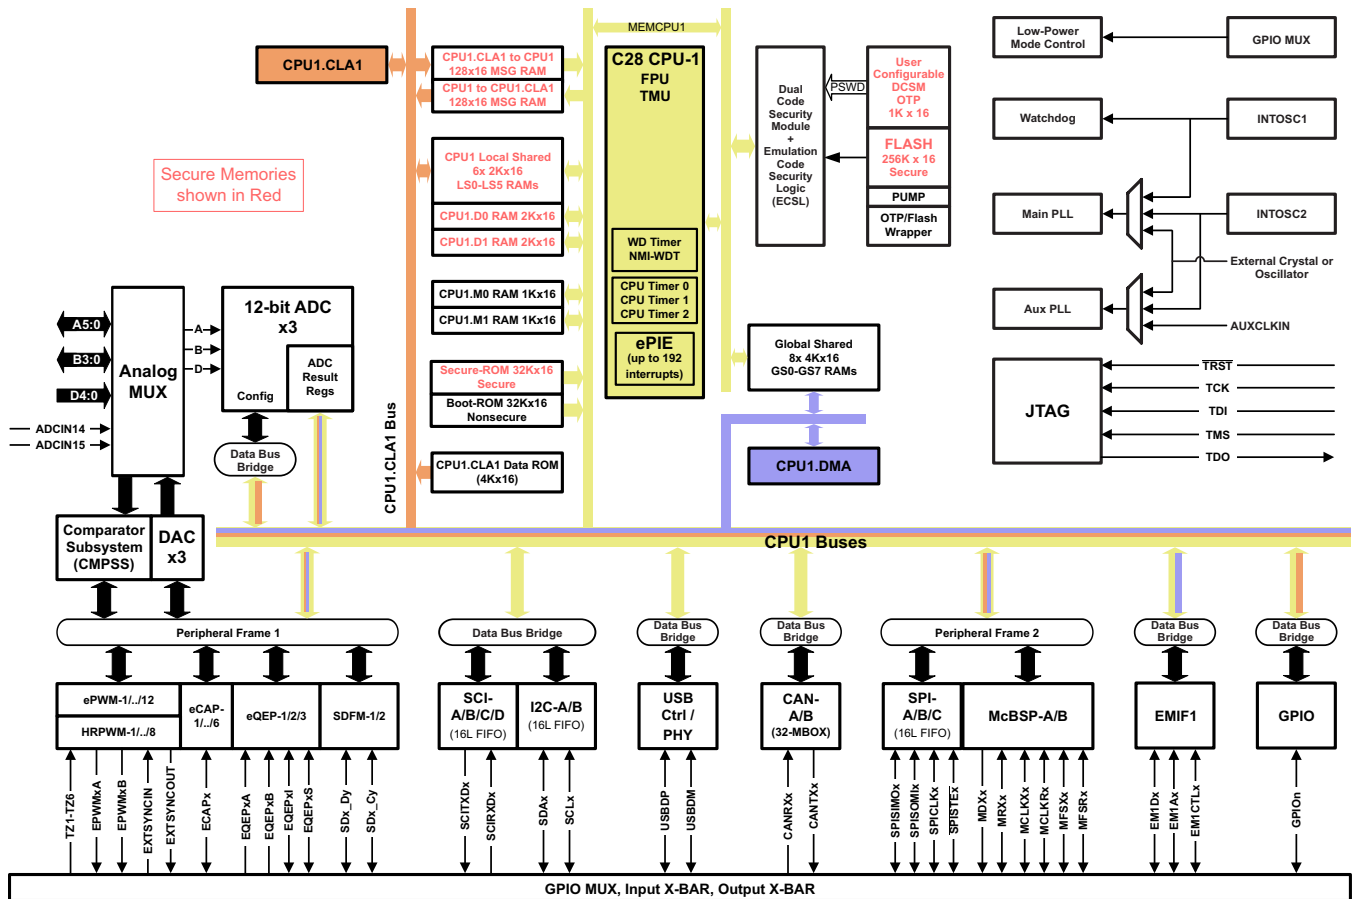 MEMCPU1
CPU1.CLA1
CPU1.CLA1 to CPU1
128x16 MSG RAM
CPU1 to CPU1.CLA1
128x16 MSG RAM
CPU1 Local Shared
6x 2Kx16
LS0-LS5 RAMs
CPU1.D0 RAM 2Kx16
CPU1.D1 RAM 2Kx16
CPU1.M0 RAM 1Kx16
CPU1.M1 RAM 1Kx16
Secure-ROM 32Kx16
Secure
Boot-ROM 32Kx16
Nonsecure
CPU1.CLA1 Data ROM
(4Kx16)
CPU1.CLA1 Bus
Secure Memories
shown in Red
C28 CPU-1
FPU
TMU
WD Timer
NMI-WDT
CPU Timer 0
CPU Timer 1
CPU Timer 2
ePIE
(up to 192
interrupts)
Dual
Code
Security
Module
+
Emulation
Code
Security
Logic
(ECSL)
PSWD
User
Configurable
DCSM
OTP
1K x 16
FLASH
256K x 16
Secure
PUMP
OTP/Flash
Wrapper
Global Shared
8x 4Kx16
GS0-GS7 RAMs
CPU1.DMA
Low-Power
Mode Control
GPIO MUX
Watchdog
INTOSC1
Main PLL
INTOSC2
External Crystal or
Oscillator
Aux PLL
AUXCLKIN
JTAG
TRST
TCK
TDI
TMS
TDO
A5:0
B3:0
D4:0
ADCIN14
ADCIN15
Analog
MUX
A
B
D
12-bit ADC
x3
ADC
Result
Regs
Config
Data Bus
Bridge
Comparator
Subsystem
(CMPSS)
DAC
x3
CPU1 Buses
Peripheral Frame 1
Data Bus Bridge
Data Bus
Bridge
Data Bus
Bridge
Peripheral Frame 2
Data Bus
Bridge
Data Bus
Bridge
ePWM-1/../12
HRPWM-1/../8
eCAP-
1/../6
eQEP-1/2/3
SDFM-1/2
SCI-
A/B/C/D
(16L FIFO)
I2C-A/B
(16L FIFO)
USB
Ctrl /
PHY
CAN-
A/B
(32-MBOX)
SPI-
A/B/C
(16L FIFO)
McBSP-A/B
EMIF1
GPIO
TZ1-TZ6
EPWMxA
EPWMxB
EXTSYNCIN
EXTSYNCOUT
ECAPx
EQEPxA
EQEPxB
EQEPxI
EQEPxS
SDx_Dy
SDx_Cy
SCITXDx
SCIRXDx
SDAx
SCLx
USBDP
USBDM
CANRXx
CANTXx
SPISIMOx
SPISOMIx
SPICLKx
SPISTEx
MDXx
MRXx
MCLKXx
MCLKRx
MFSXx
MFSRx
EM1Dx
EM1Ax
EM1CTLx
GPIOn
GPIO MUX, Input X-BAR, Output X-BAR